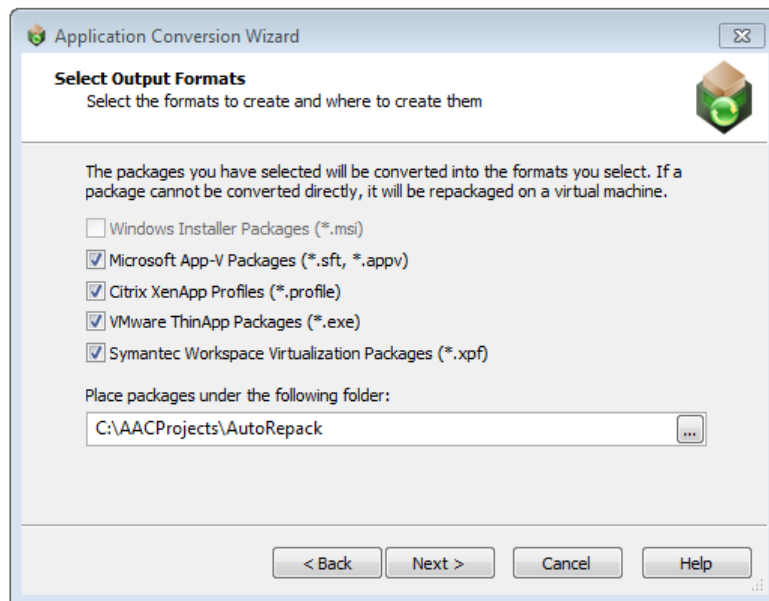 Application Conversion Wizard
Select Output Formats
Select the formats to create and where to create them
The packages you have selected will be converted into the formats you select. If a
package cannot be converted directly, it will be repackaged on a virtual machine.
Windows Installer Packages (*.msi)
Microsoft App-V Packages (*.sft, *.appv)
Citrix XenApp Profiles (*.profile)
VMware ThinApp Packages (*.exe)
Symantec Workspace Virtualization Packages (*.xpf)
Place packages under the following folder:
C:\AACProjects\AutoRepack
...
< Back Next > Cancel Help